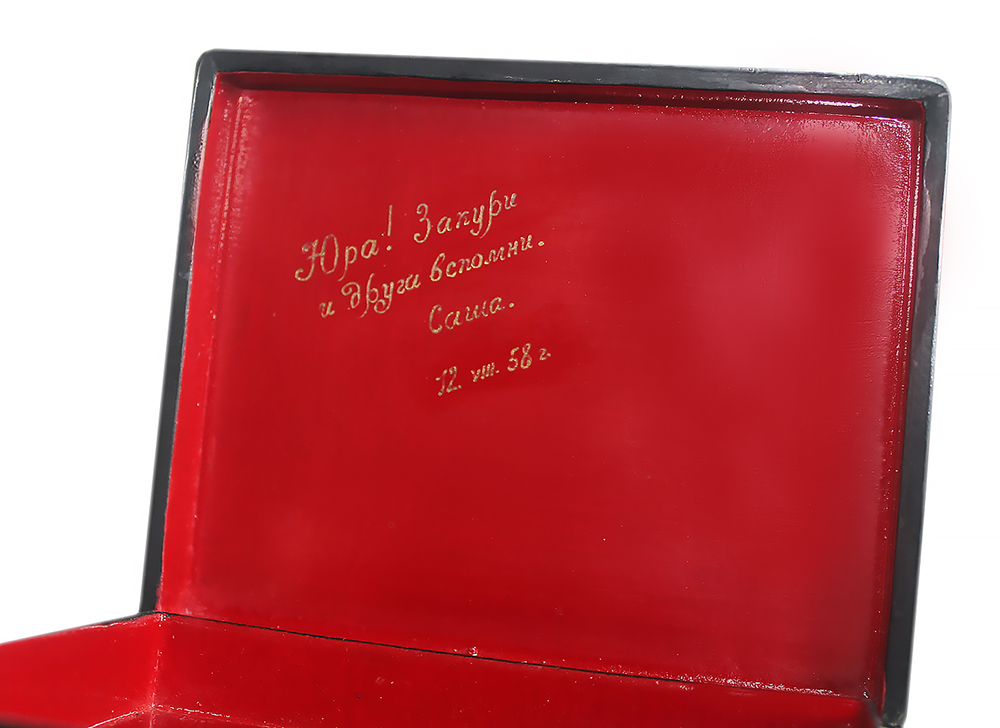 Юра! Закури
и друга вспомни.
Саша.
12. VIII. 58 г.